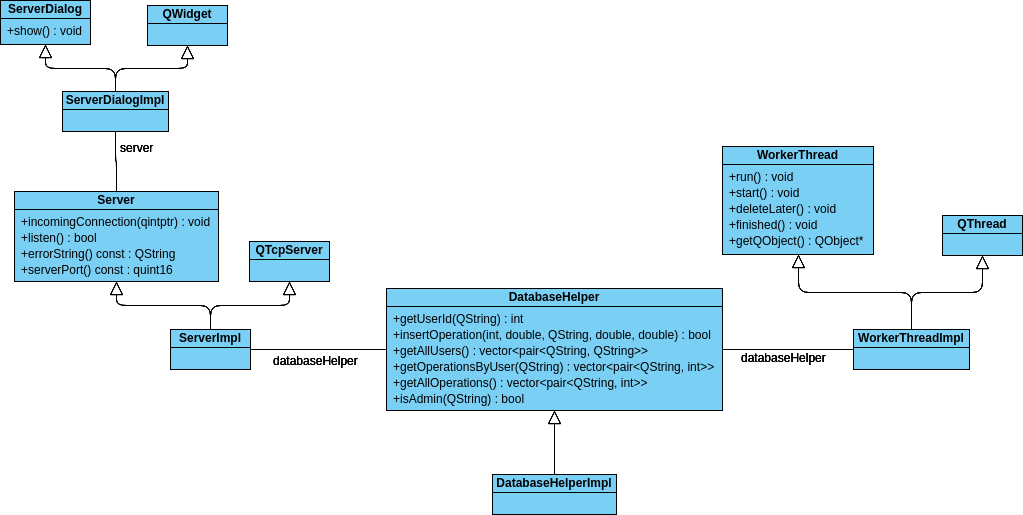 ServerDialog
+show() : void
QWidget
ServerDialogImpl
server
Server
+incomingConnection(qintptr) : void
+listen() : bool
+errorString() const : QString
+serverPort() const : quint16
QTcpServer
ServerImpl
databaseHelper
DatabaseHelper
+getUserId(QString) : int
+insertOperation(int, double, QString, double, double) : bool
+getAllUsers() : vector<pair<QString, QString>>
+getOperationsByUser(QString) : vector<pair<QString, int>>
+getAllOperations() : vector<pair<QString, int>>
+isAdmin(QString) : bool
DatabaseHelperImpl
WorkerThread
+run() : void
+start() : void
+deleteLater() : void
+finished() : void
+getQObject() : QObject*
QThread
WorkerThreadImpl
databaseHelper